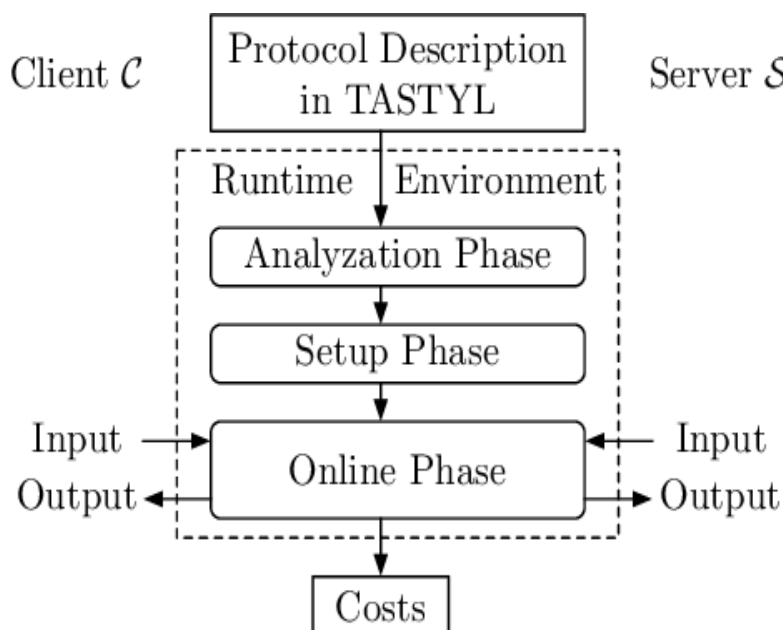 Protocol Description
in TASTYL
Client C
Server S
Runtime Environment
Analyzation Phase
Setup Phase
Online Phase
Input
Output
Input
Output
Costs